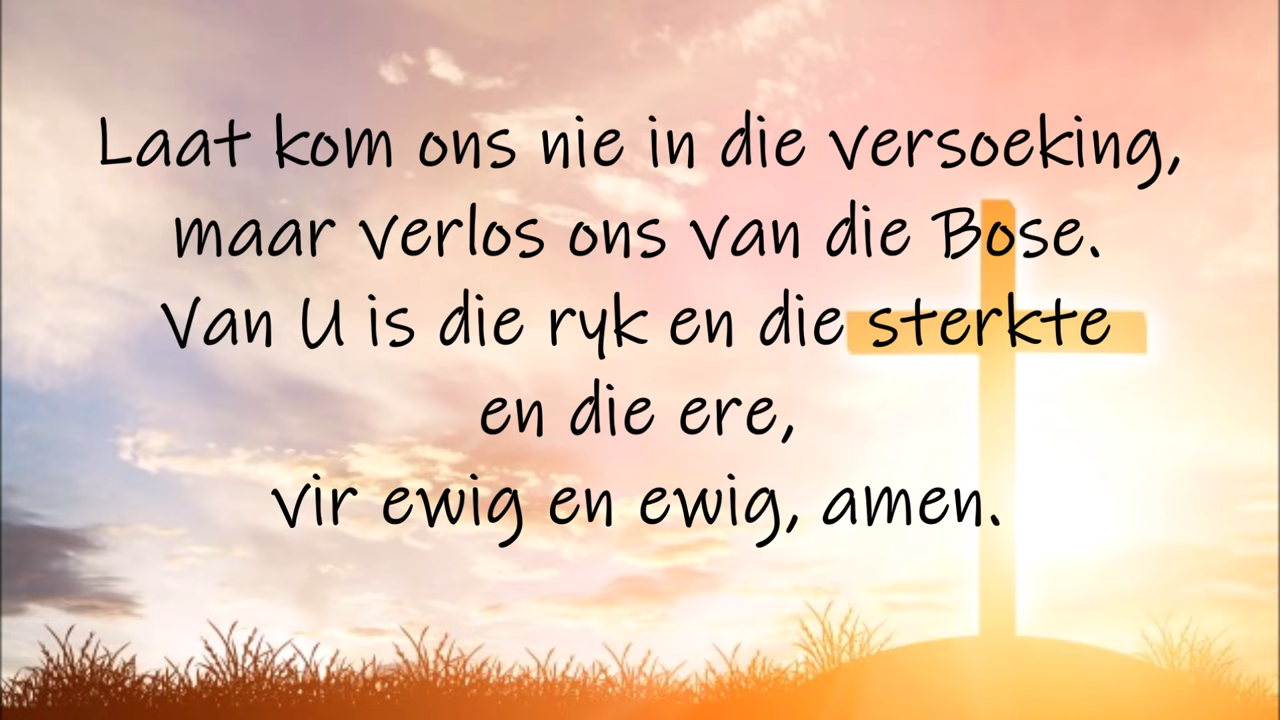 Laat kom ons nie in die versoeking,
maar verlos ons van die Bose.
Van U is die ryk en die sterkte
en die ere,
vir ewig en ewig, amen.